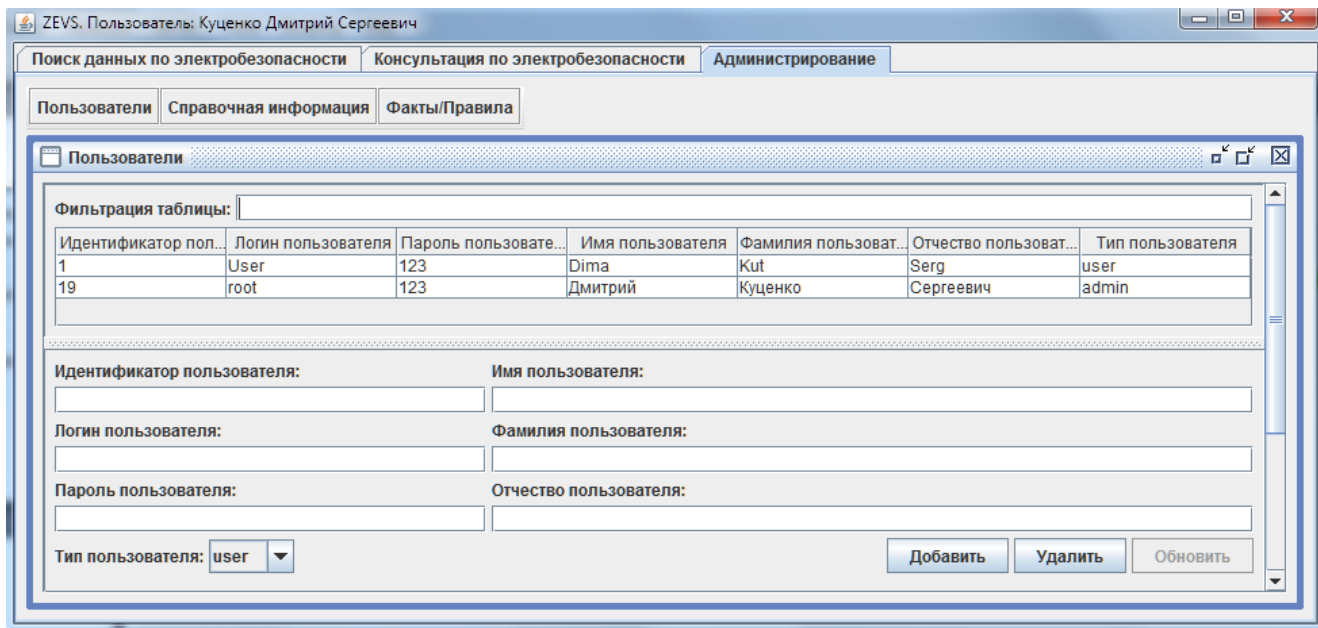 ZEVS. Пользователь: Куценко Дмитрий Сергеевич
Поиск данных по электробезопасности Консультация по электробезопасности Администрирование
Пользователи Справочная информация Факты/Правила
Пользователи
Фильтрация таблицы:
Идентификатор пол... Логин пользователя Пароль пользовате... Имя пользователя Фамилия пользоват... Отчество пользоват... Тип пользователя
1 User 123 Dima Kut Serg user
19 root 123 Дмитрий Куценко Сергеевич admin
Идентификатор пользователя: Имя пользователя:
Логин пользователя: Фамилия пользователя:
Пароль пользователя: Отчество пользователя:
Тип пользователя: user Добавить Удалить Обновить